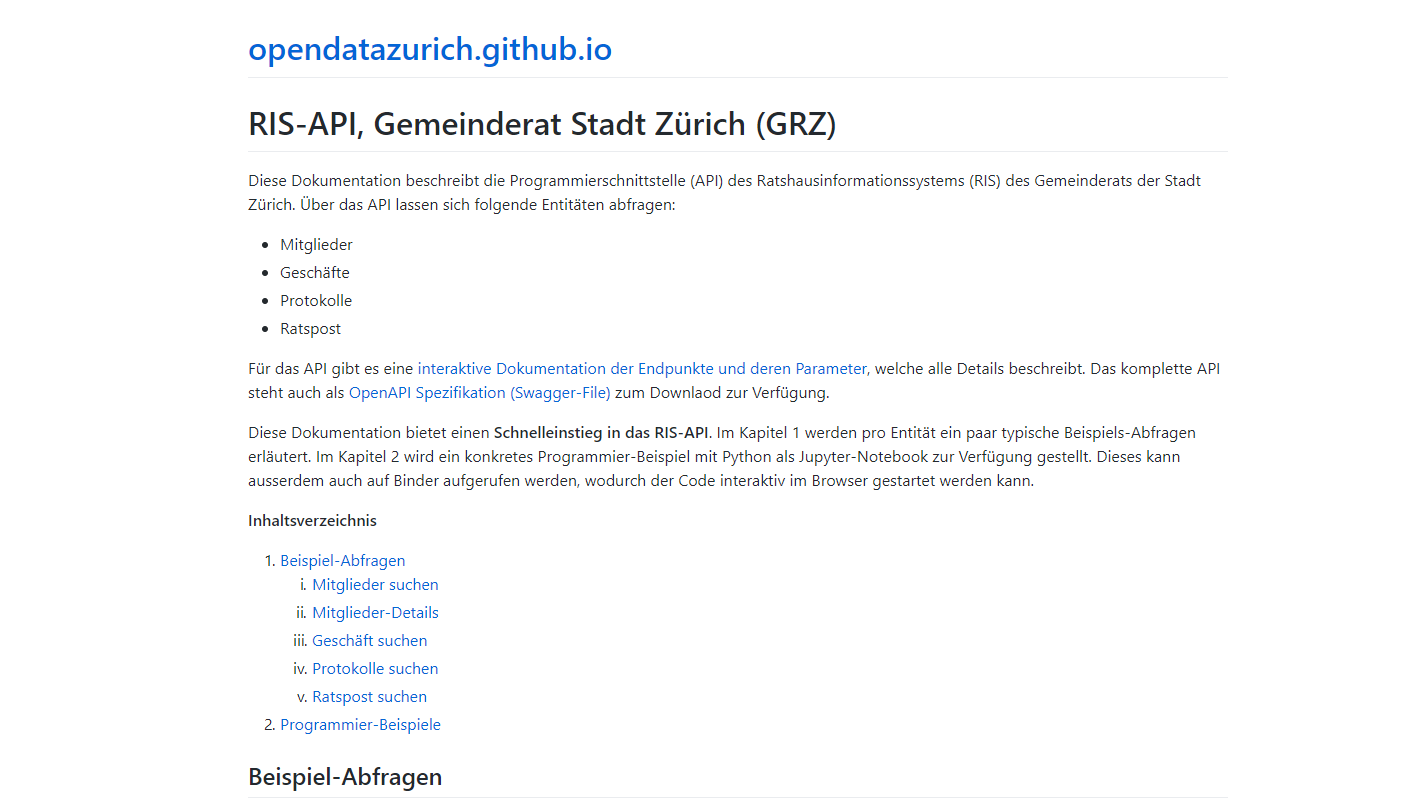 opendatazurich.github.io
RIS-API, Gemeinderat Stadt Zürich (GRZ)
Diese Dokumentation beschreibt die Programmierschnittstelle (API) des Ratshausinformationssystems (RIS) des Gemeinderats der Stadt
Zürich. Über das API lassen sich folgende Entitäten abfragen:
• Mitglieder
• Geschäfte
• Protokolle
• Ratspost
Für das API gibt es eine interaktive Dokumentation der Endpunkte und deren Parameter, welche alle Details beschreibt. Das komplette API
steht auch als OpenAPI Spezifikation (Swagger-File) zum Downlaod zur Verfügung.
Diese Dokumentation bietet einen Schnelleinstieg in das RIS-API. Im Kapitel 1 werden pro Entität ein paar typische Beispiels-Abfragen
erläutert. Im Kapitel 2 wird ein konkretes Programmier-Beispiel mit Python als Jupyter-Notebook zur Verfügung gestellt. Dieses kann
ausserdem auch auf Binder aufgerufen werden, wodurch der Code interaktiv im Browser gestartet werden kann.
Inhaltsverzeichnis
1. Beispiel-Abfragen
i. Mitglieder suchen
ii. Mitglieder-Details
iii. Geschäft suchen
iv. Protokolle suchen
v. Ratspost suchen
2. Programmier-Beispiele
Beispiel-Abfragen